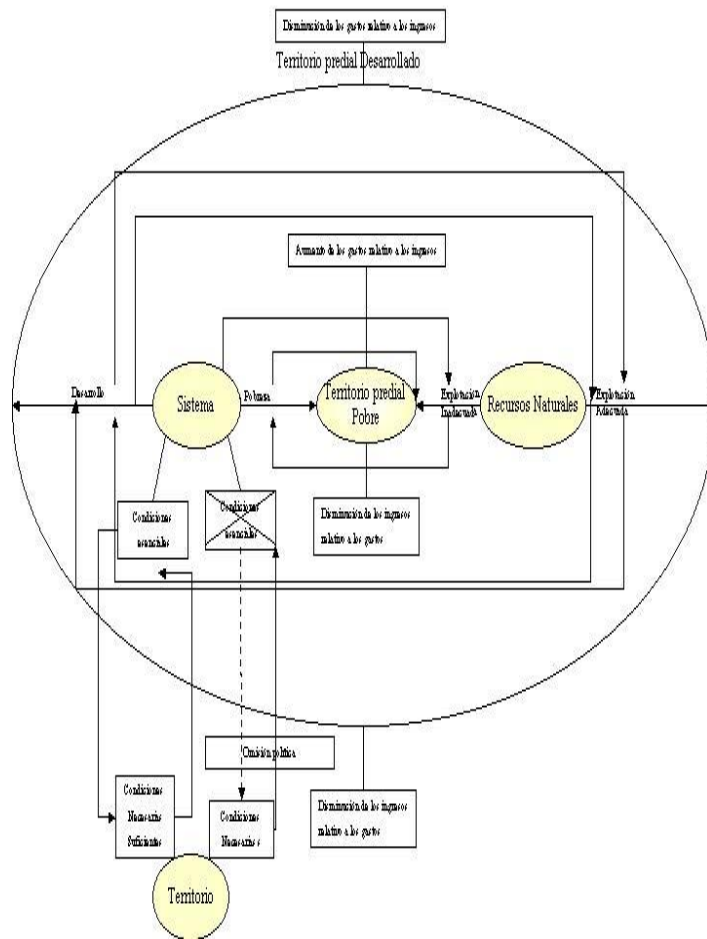 Disminución de los gastos relativo a los ingresos
Territorio predial Desarrollado
Aumento de los gastos relativo a los ingresos
Desarrollo
Sistema
Pobreza
Territorio predial
Pobre
Explotación
Inadecuada
Recursos Naturales
Explotación
Adecuada
Condiciones
esenciales
Condiciones
esenciales
Disminución de los ingresos
relativo a los gastos
Omisión política
Condiciones
Necesarias
Suficientes
Condiciones
Necesarias s
Disminución de los ingresos
relativo a los gastos
Territorio